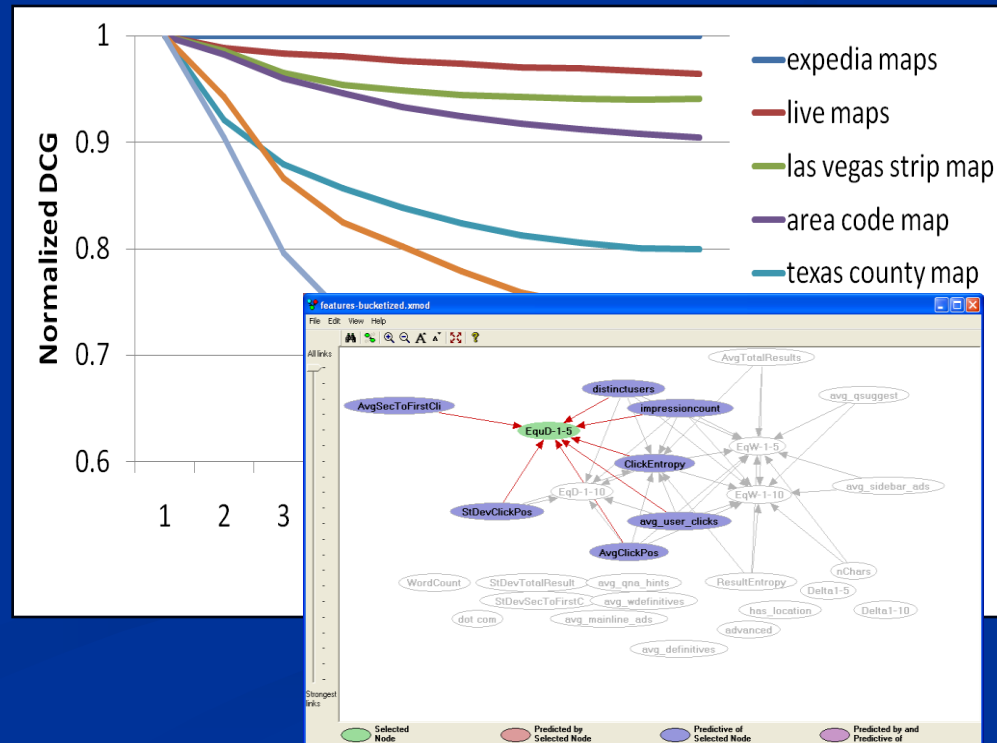 1
expedia maps
live maps
0.9
las vegas strip map
Normalized DCG
area code map
0.8
texas county map
0.7
0.6
1 2 3
features-bucketized.xmod
File Edit View Help
All links
AvgTotalResults
distinctusers
avg_qsuggest
AvgSecToFirstCli
impressioncount
EquD-1-5
EqW-1-5
ClickEntropy
EqD-1-10
EqW-1-10
avg_sidebar_ads
StDevClickPos
avg_user_clicks
AvgClickPos
nChars
WordCount
StDevTotalResult
avg_qna_hints
ResultEntropy
Delta1-5
StDevSecToFirstC
avg_wdefinitives
has_location
Delta1-10
dot com
avg_mainline_ads
advanced
avg_definitives
Strongest
links
Selected
Node
Predicted by
Selected Node
Predictive of
Selected Node
Predicted by and
Predictive of